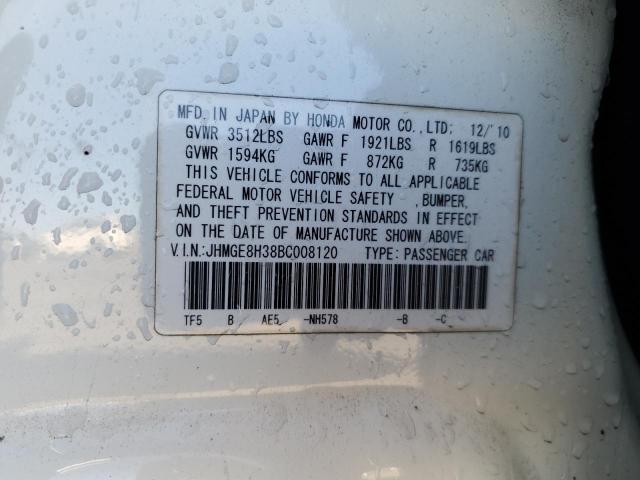 MFD. IN JAPAN BY HONDA MOTOR CO., LTD. 12/'10
GVWR 3512LBS GAWR F 1921LBS R 1619LBS
GVWR 1594KG GAWR F 872KG R 735KG
THIS VEHICLE CONFORMS TO ALL APPLICABLE
FEDERAL MOTOR VEHICLE SAFETY , BUMPER,
AND THEFT PREVENTION STANDARDS IN EFFECT
ON THE DATE OF MANUFACTURE SHOWN ABOVE.
V.I.N.:JHMGE8H38BC008120 TYPE: PASSENGER CAR
TF5 B AE5 -NH578 -B -C